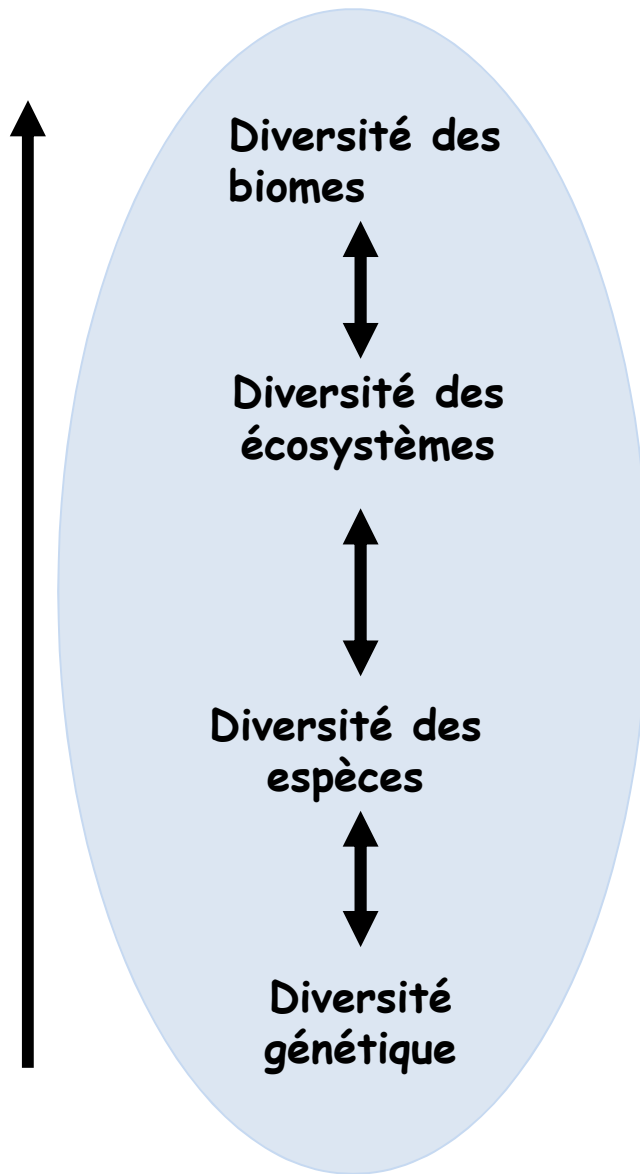 Diversité des
biomes
Diversité des
écosystèmes
Diversité des
espèces
Diversité
génétique